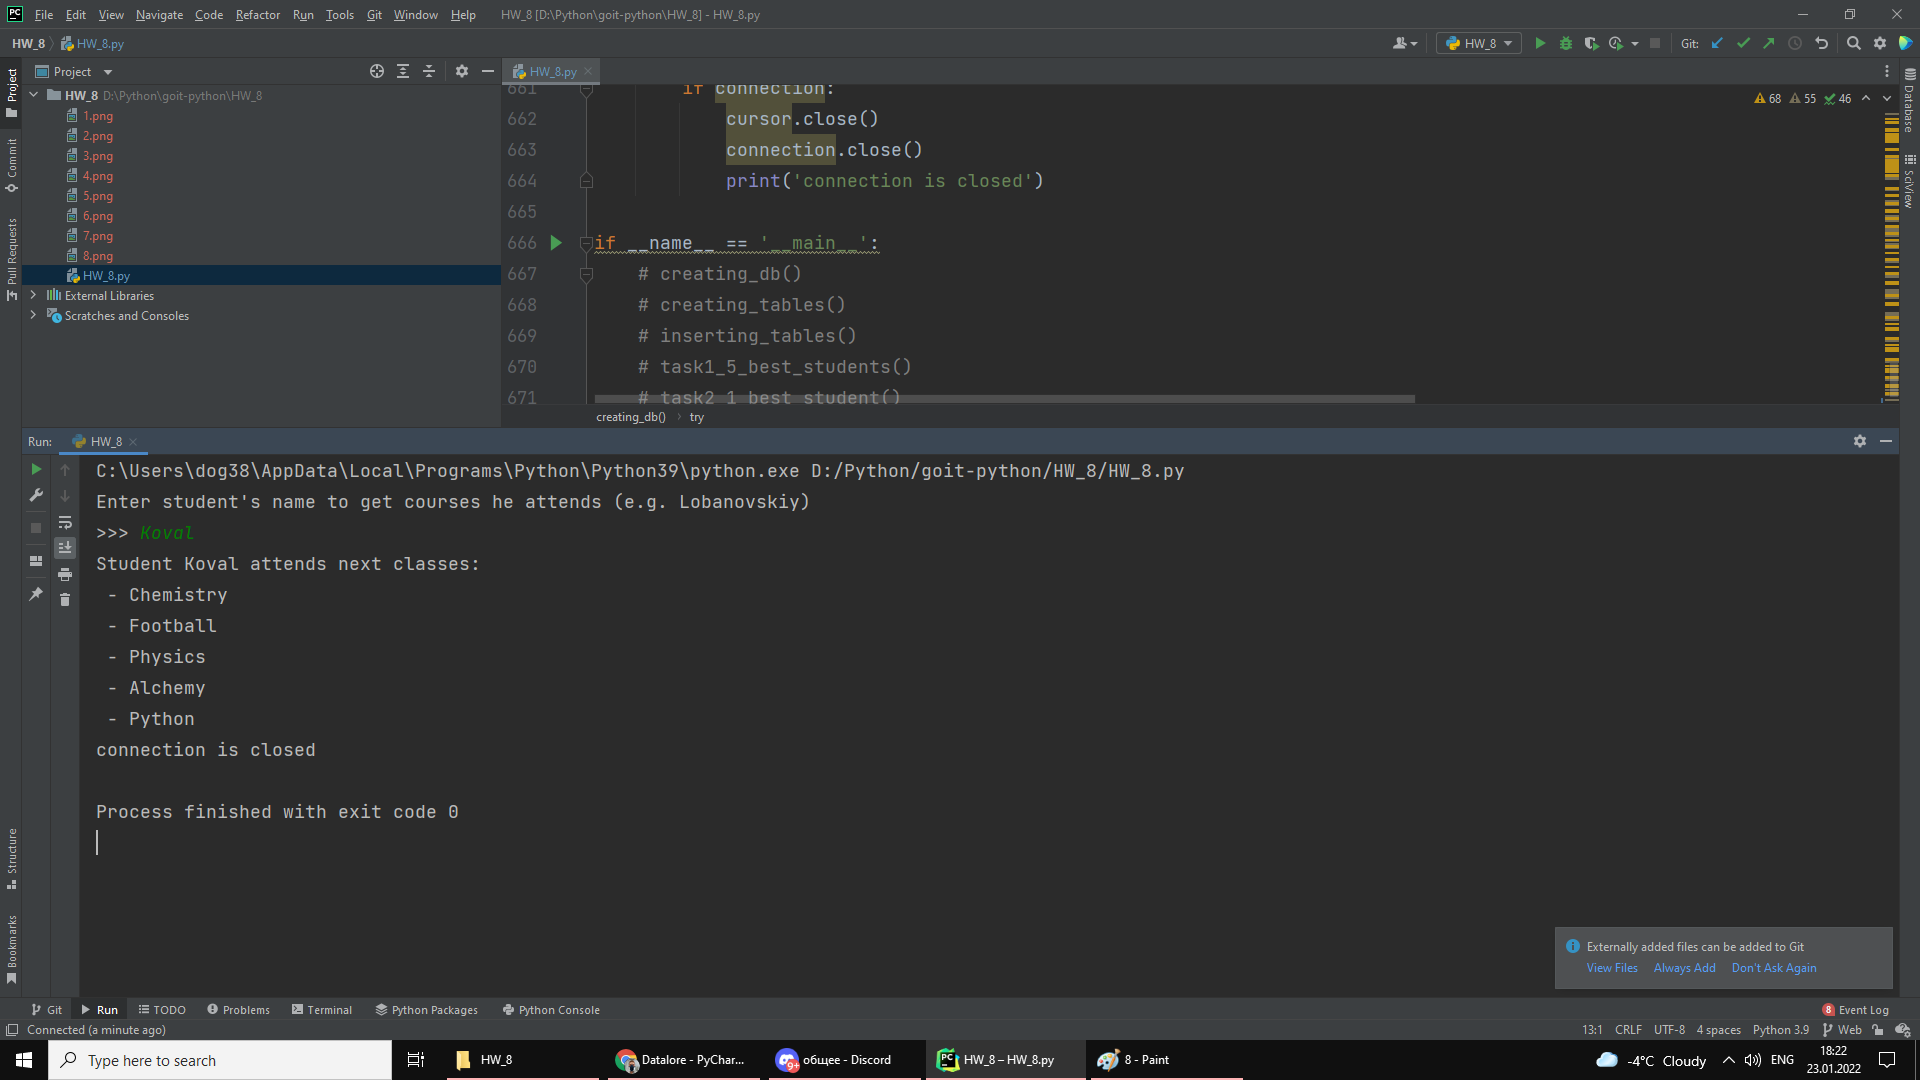 PC File Edit View Navigate Code Refactor Run Tools Git Window Help HW_8 [D:\Python\goit-python\HW_8] - HW_8.py
HW_8 HW_8.py HW_8 Git:
Project HW_8.py
HW_8 D:\Python\goit-python\HW_8
1.png
2.png
3.png
4.png
5.png
6.png
7.png
8.png
HW_8.py
External Libraries
Scratches and Consoles
Project
Commit
Pull Requests
Structure
Bookmarks
68 55 46
661 if connection:
662 cursor.close()
663 connection.close()
664 print('connection is closed')
665
666 if __name__ == '__main__':
667 # creating_db()
668 # creating_tables()
669 # inserting_tables()
670 # task1_5_best_students()
671 # task2_1_best_student()
creating_db() try
Database
SciView
Run: HW_8
C:\Users\dog38\AppData\Local\Programs\Python\Python39\python.exe D:/Python/goit-python/HW_8/HW_8.py
Enter student's name to get courses he attends (e.g. Lobanovskiy)
>>> Koval
Student Koval attends next classes:
- Chemistry
- Football
- Physics
- Alchemy
- Python
connection is closed
Process finished with exit code 0
Externally added files can be added to Git
View Files Always Add Don't Ask Again
Git Run TODO Problems Terminal Python Packages Python Console 8 Event Log
Connected (a minute ago) 13:1 CRLF UTF-8 4 spaces Python 3.9 Web
Type here to search HW_8 Datalore - PyChar... 9+ общее - Discord PC HW_8 – HW_8.py 8 - Paint -4°C Cloudy ENG
18:22
23.01.2022